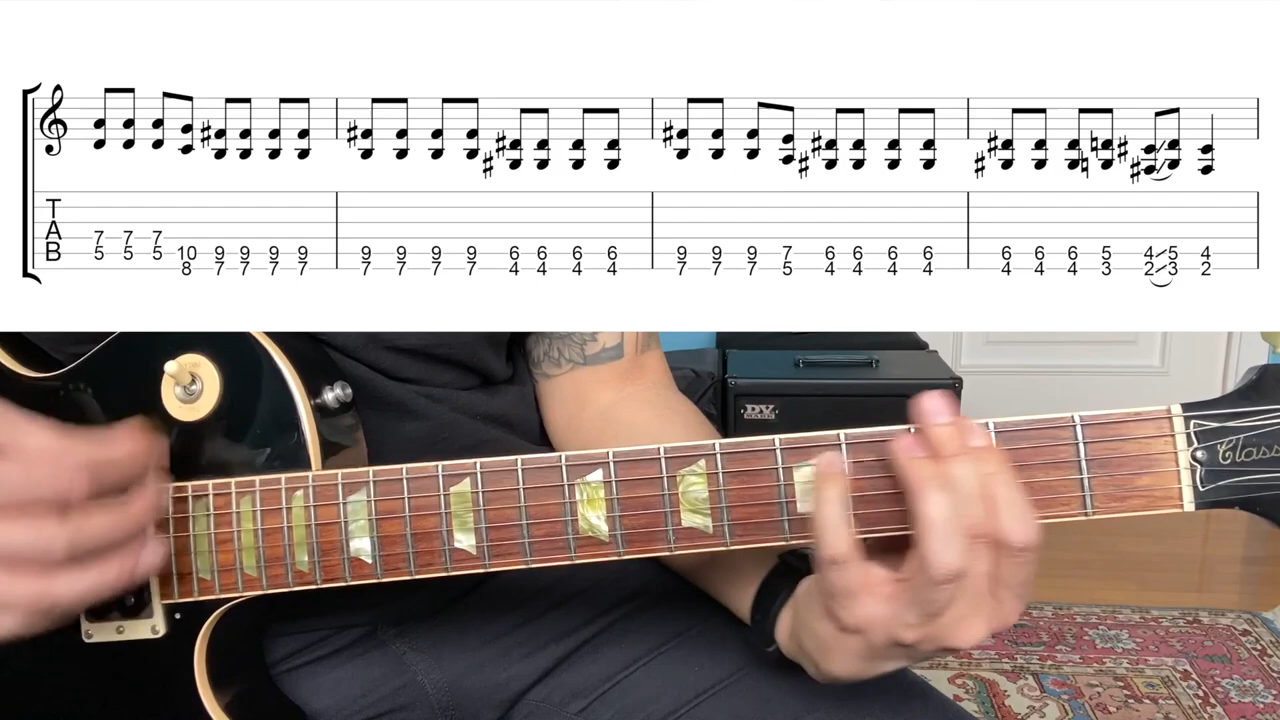 T
7 7 7
A
5 5 5 10 9 9 9 9 9 9 9 9 6 6 6 6 9 9 9 7 6 6 6 6 6 6 6 5 4 5 4
B
8 7 7 7 7 7 7 7 7 4 4 4 4 7 7 7 5 4 4 4 4 4 4 4 3 2 3 2
DV
MARK
Class